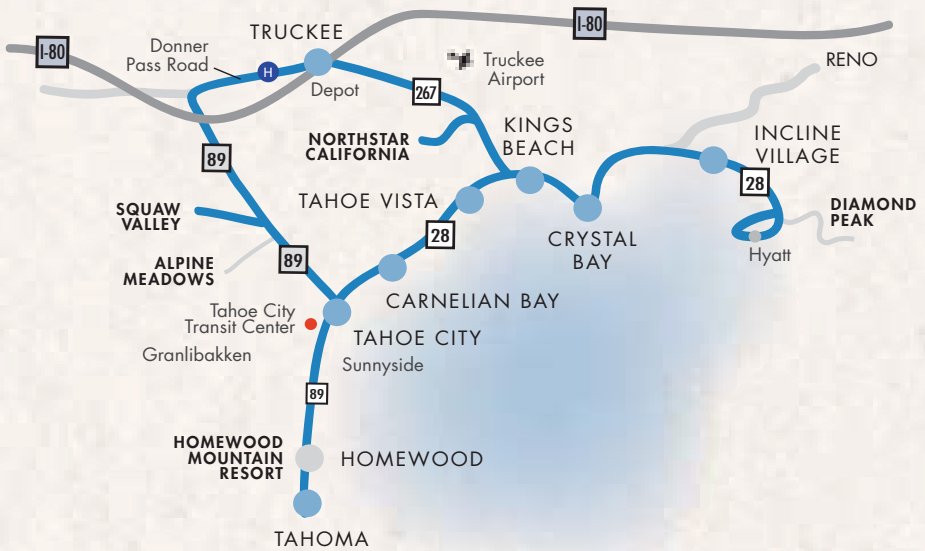 I-80
I-80
TRUCKEE
Donner
Pass Road
H
Depot
Truckee
Airport
RENO
267
KINGS
BEACH
INCLINE
VILLAGE
NORTHSTAR
CALIFORNIA
89
28
TAHOE VISTA
SQUAW
VALLEY
DIAMOND
PEAK
28
CRYSTAL
BAY
Hyatt
89
ALPINE
MEADOWS
CARNELIAN BAY
Tahoe City
Transit Center
TAHOE CITY
Granlibakken
Sunnyside
89
HOMEWOOD
MOUNTAIN
RESORT
HOMEWOOD
TAHOMA